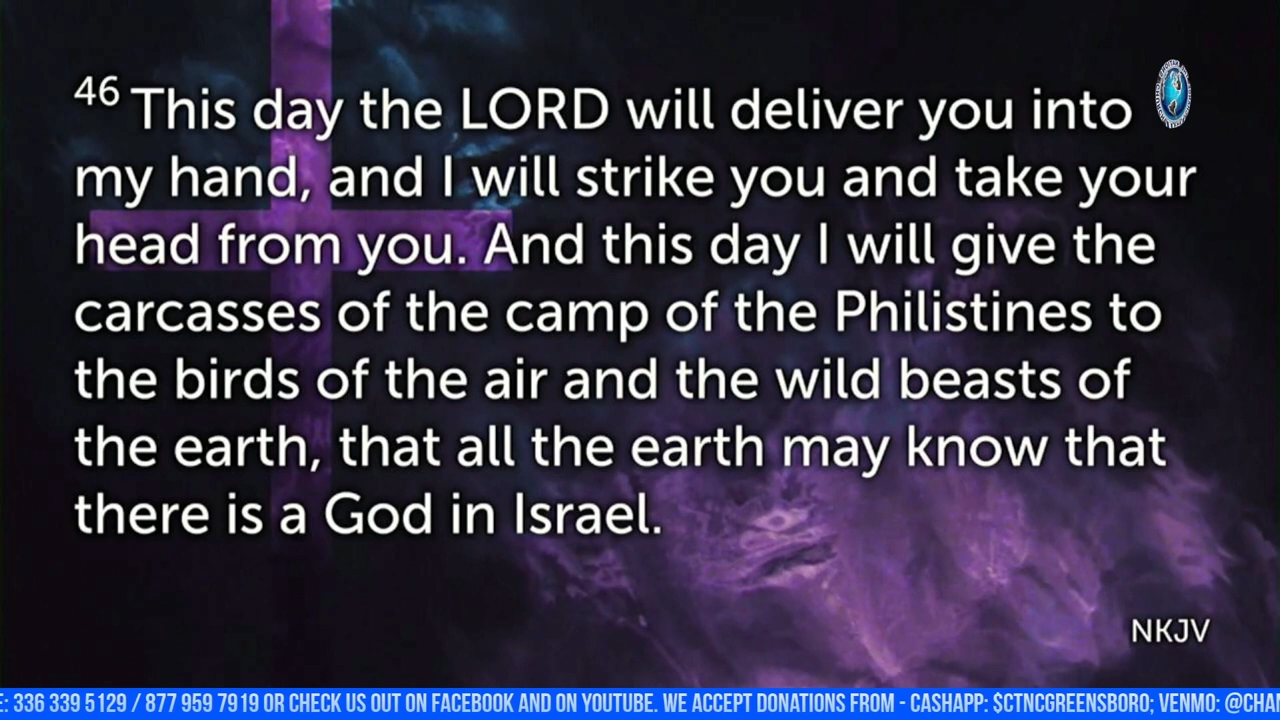 46 This day the LORD will deliver you into
my hand, and I will strike you and take your
head from you. And this day I will give the
carcasses of the camp of the Philistines to
the birds of the air and the wild beasts of
the earth, that all the earth may know that
there is a God in Israel.
NKJV
E: 336 339 5129 / 877 959 7919 OR CHECK US OUT ON FACEBOOK AND ON YOUTUBE. WE ACCEPT DONATIONS FROM - CASHAPP: $CTNCGREENSBORO; VENMO: @CHA